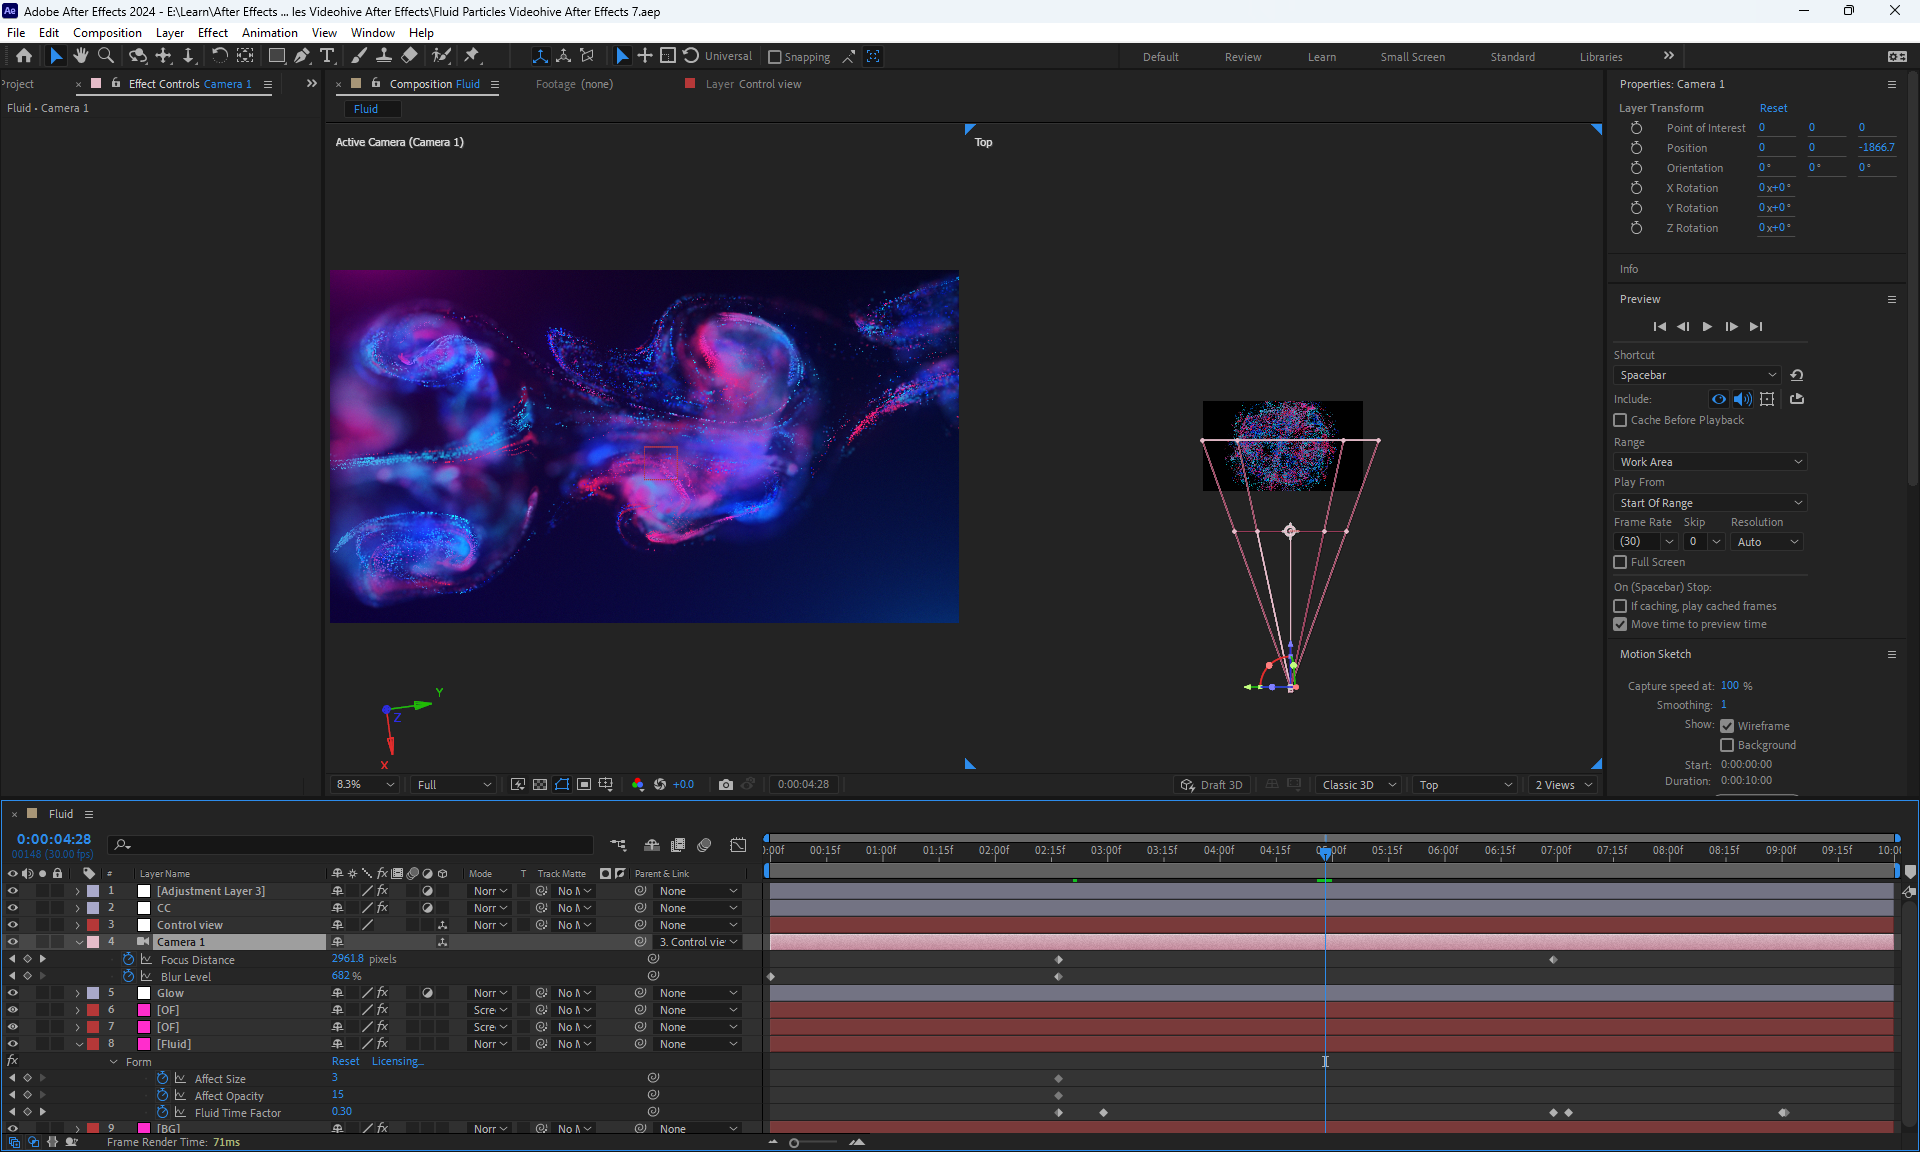 Adobe After Effects 2024 - E:\Learn\After Effects ... les Videohive After Effects\Fluid Particles Videohive After Effects 7.aep
File Edit Composition Layer Effect Animation View Window Help
Universal Snapping Default Review Learn Small Screen Standard Libraries
Project Effect Controls Camera 1
Fluid • Camera 1
Composition Fluid Footage (none) Layer Control view
Fluid
Active Camera (Camera 1)
Top
Y
Z
X
8.3% Full +0.0 0:00:04:28 Draft 3D Classic 3D Top 2 Views
Properties: Camera 1
Layer Transform Reset
Point of Interest 0 0 0
Position 0 0 -1866.7
Orientation 0° 0° 0°
X Rotation 0x+0°
Y Rotation 0x+0°
Z Rotation 0x+0°
Info
Preview
Shortcut
Spacebar
Include:
Cache Before Playback
Range
Work Area
Play From
Start Of Range
Frame Rate Skip Resolution
(30) 0 Auto
Full Screen
On (Spacebar) Stop:
If caching, play cached frames
Move time to preview time
Motion Sketch
Capture speed at: 100 %
Smoothing: 1
Show: Wireframe
Background
Start: 0:00:00:00
Duration: 0:00:10:00
Fluid
0:00:04:28
00148 (30.00 fps)
):00f 00:15f 01:00f 01:15f 02:00f 02:15f 03:00f 03:15f 04:00f 04:15f 05:00f 05:15f 06:00f 06:15f 07:00f 07:15f 08:00f 08:15f 09:00f 09:15f 10:0
# Layer Name fx Mode T Track Matte Parent & Link
1 [Adjustment Layer 3] fx Norr No M None
2 CC fx Norr No M None
3 Control view Norr No M None
4 Camera 1 3. Control vie
Focus Distance 2961.8 pixels
Blur Level 682 %
5 Glow fx Norr No M None
6 [OF] fx Scre No M None
7 [OF] fx Scre No M None
8 [Fluid] fx Norr No M None
fx Form Reset Licensing...
Affect Size 3
Affect Opacity 15
Fluid Time Factor 0.30
9 [BG] fx Norr No M None
Frame Render Time: 71ms